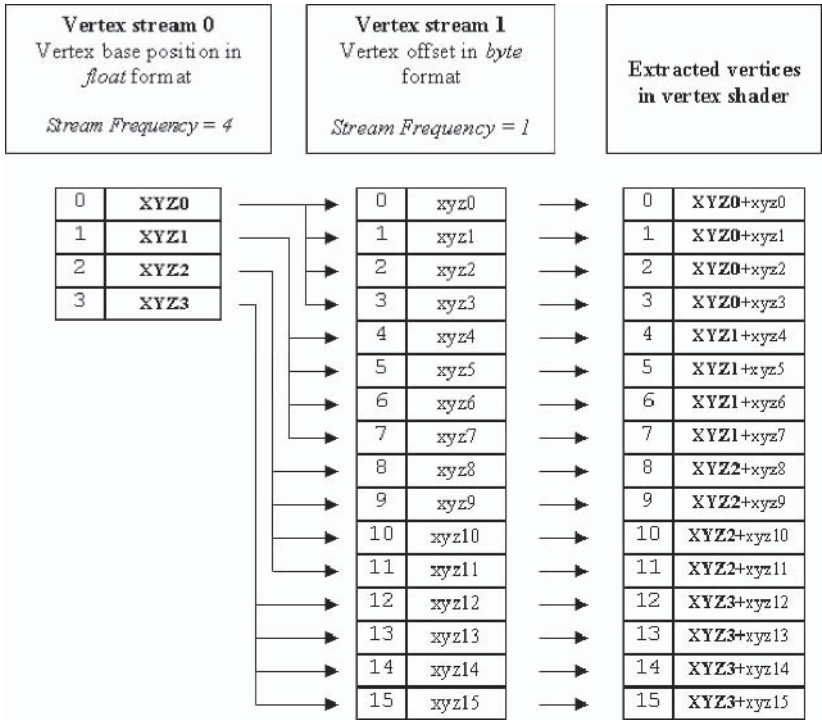 Vertex stream 0
Vertex base position in
float format
Stream Frequency = 4
Vertex stream 1
Vertex offset in byte
format
Stream Frequency = 1
Extracted vertices
in vertex shader
0 XYZ0 0 xyz0 0 XYZ0+xyz0
1 XYZ1 1 xyz1 1 XYZ0+xyz1
2 XYZ2 2 xyz2 2 XYZ0+xyz2
3 XYZ3 3 xyz3 3 XYZ0+xyz3
4 xyz4 4 XYZ1+xyz4
5 xyz5 5 XYZ1+xyz5
6 xyz6 6 XYZ1+xyz6
7 xyz7 7 XYZ1+xyz7
8 xyz8 8 XYZ2+xyz8
9 xyz9 9 XYZ2+xyz9
10 xyz10 10 XYZ2+xyz10
11 xyz11 11 XYZ2+xyz11
12 xyz12 12 XYZ3+xyz12
13 xyz13 13 XYZ3+xyz13
14 xyz14 14 XYZ3+xyz14
15 xyz15 15 XYZ3+xyz15